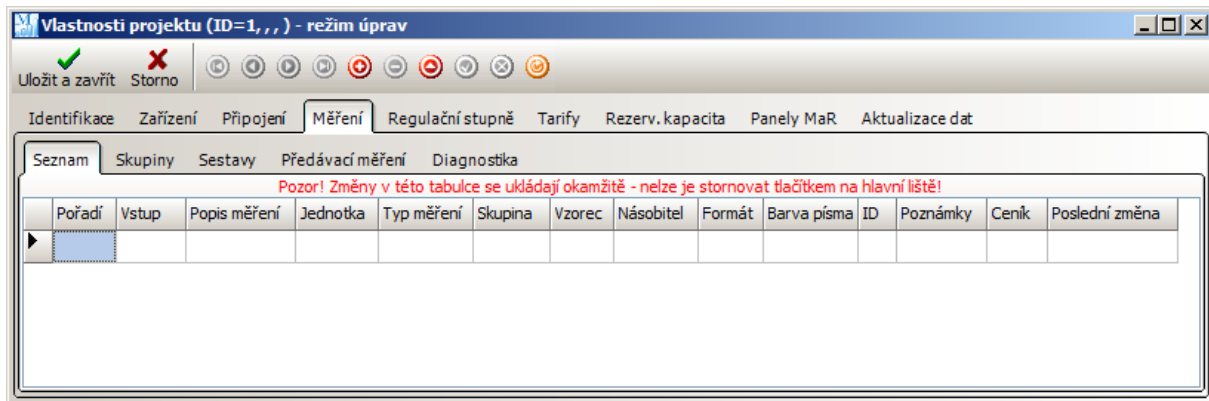 Vlastnosti projektu (ID=1, , , ) - režim úprav
Uložit a zavřít Storno
Identifikace Zařízení Připojení Měření Regulační stupně Tarify Rezerv. kapacita Panely MaR Aktualizace dat
Seznam Skupiny Sestavy Předávací měření Diagnostika
Pozor! Změny v této tabulce se ukládají okamžitě - nelze je stornovat tlačítkem na hlavní liště!
Pořadí Vstup Popis měření Jednotka Typ měření Skupina Vzorec Násobitel Formát Barva písma ID Poznámky Ceník Poslední změna